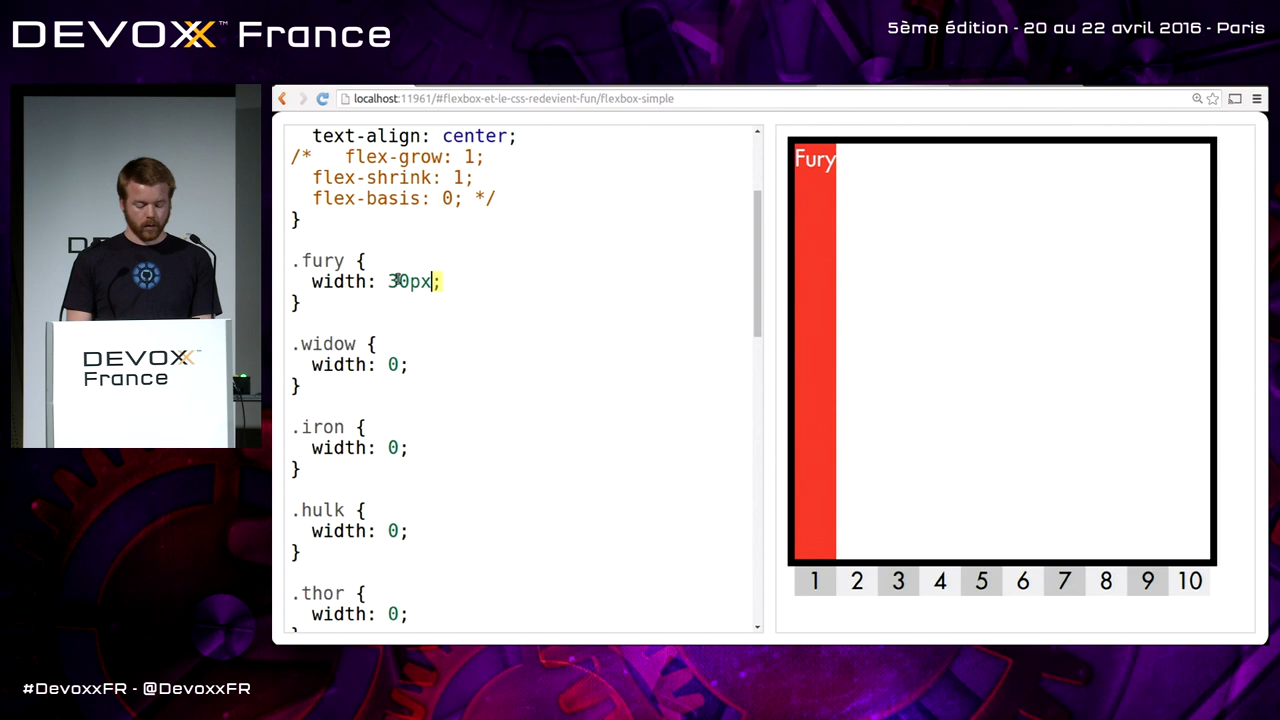 DEVOXX™ France
5ème édition - 20 au 22 avril 2016 - Paris
localhost:11961/#flexbox-et-le-css-redevient-fun/flexbox-simple
text-align: center;
/* flex-grow: 1;
flex-shrink: 1;
flex-basis: 0; */
}
.fury {
width: 30px;
}
.widow {
width: 0;
}
.iron {
width: 0;
}
.hulk {
width: 0;
}
.thor {
width: 0;
}
Fury
1 2 3 4 5 6 7 8 9 10
DEVOXX™
France
#DevoxxFR - @DevoxxFR